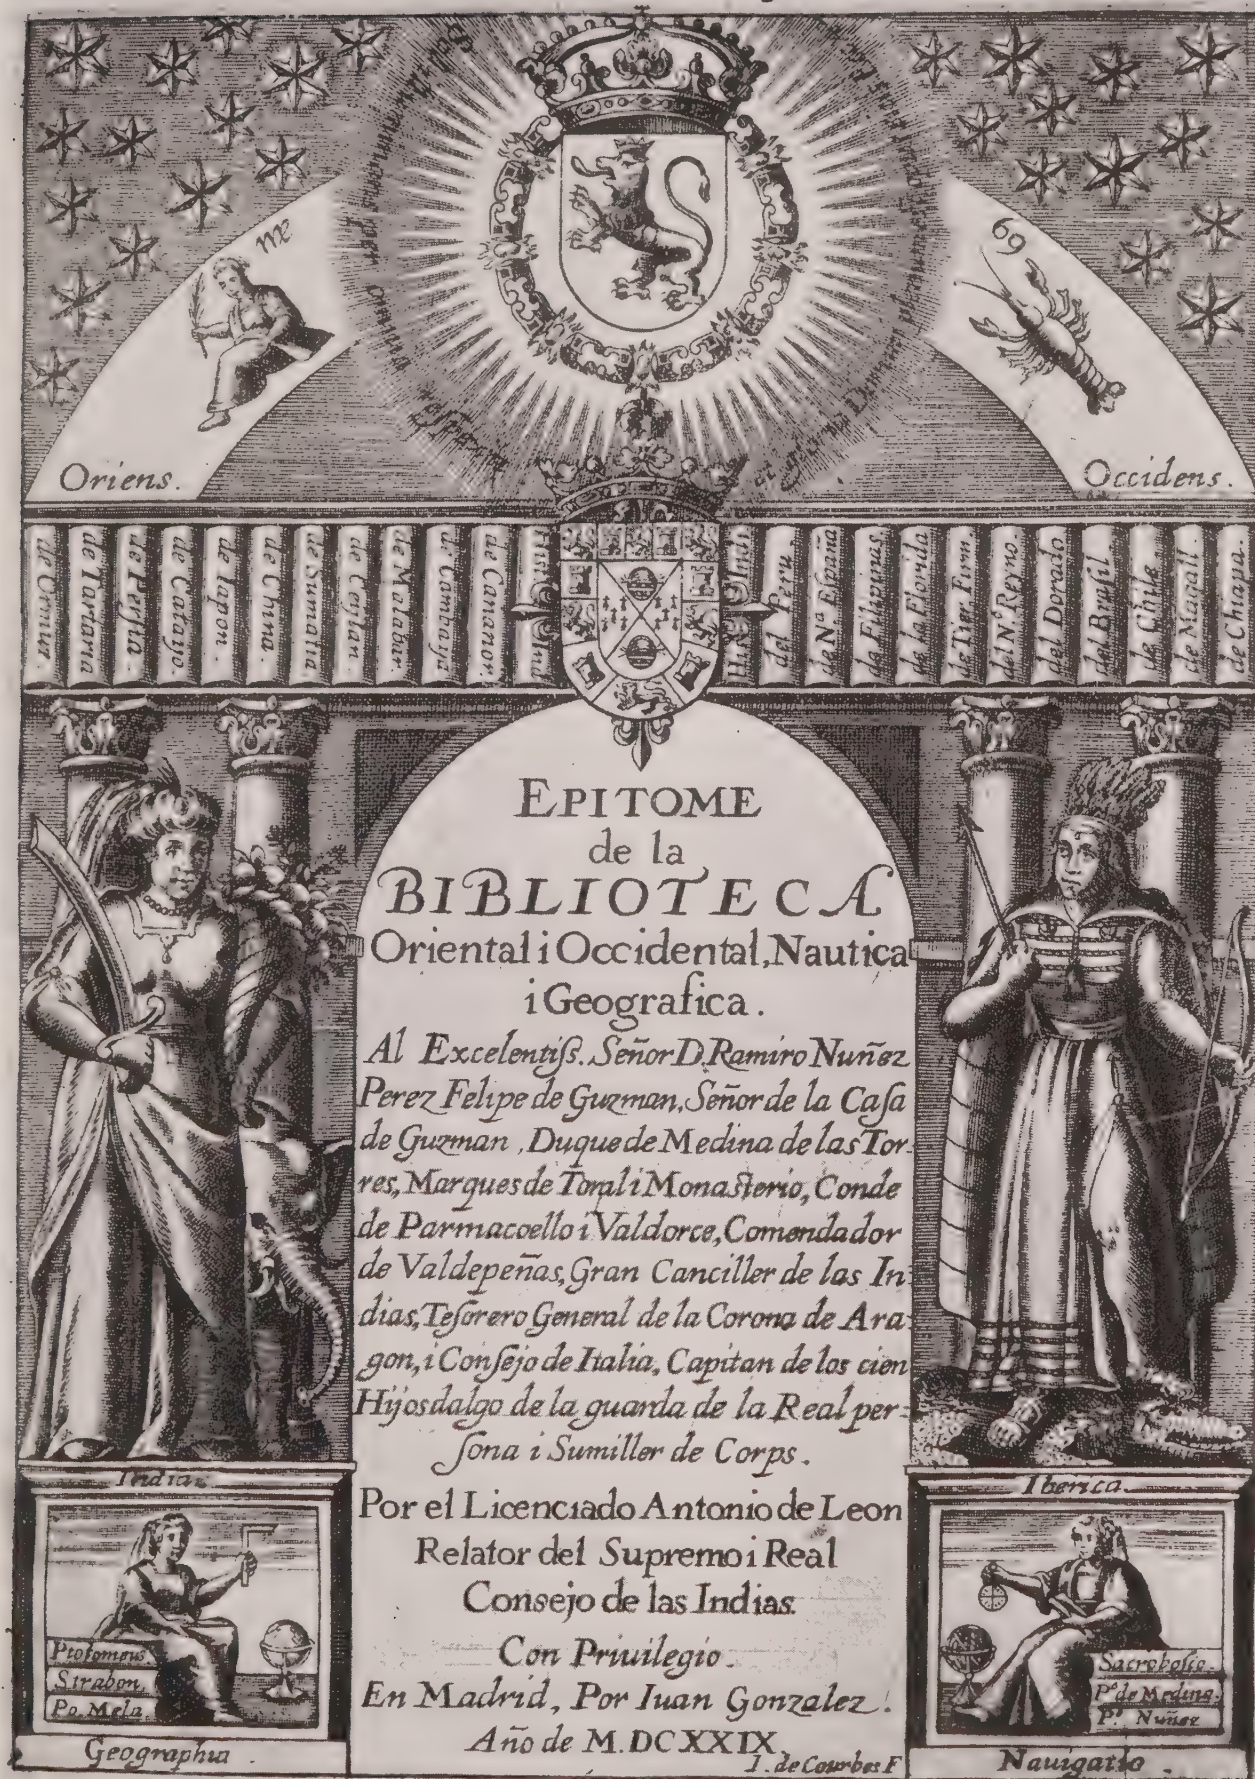 Oriens.
Occidens.
de Ormuz.
de Tartaria
de Persia.
de Catayo.
de Iapon.
de China.
de Sumatra.
de Ceylan.
de Malabar.
de Cambaya
de Cananor.
Hist. Ind
Hist. Indi
del Peru
de Nª España
de Filipinas.
de la Florida
de Tier. Firm.
del Nº Reyno.
del Dorado
del Brasil.
de Chile.
de Magall.
de Chiapa.
EPITOME
de la
BIBLIOTECA
Oriental i Occidental, Nautica
i Geografica.
Al Excelentiſs. Señor D. Ramiro Nuñez
Perez Felipe de Guzman, Señor de la Caſa
de Guzman, Duque de Medina de las Tor-
res, Marques de Toral i Monasterio, Conde
de Parmacoello i Valdorce, Comendador
de Valdepeñas, Gran Canciller de las In-
dias, Teſorero General de la Corona de Ara-
gon, i Conſejo de Italia, Capitan de los cien
Hijosdalgo de la guarda de la Real per-
ſona i Sumiller de Corps.
Por el Licenciado Antonio de Leon
Relator del Supremo i Real
Consejo de las Indias.
Con Priuilegio.
En Madrid, Por Iuan Gonzalez.
Año de M.DCXXIX
I. de Courbes F
Indiar
Ptolomeus.
Strabon.
Po. Mela.
Geographia.
Iberica.
Sacrobosco.
Pº de Medina.
Pº. Nuñez
Nauigatio.